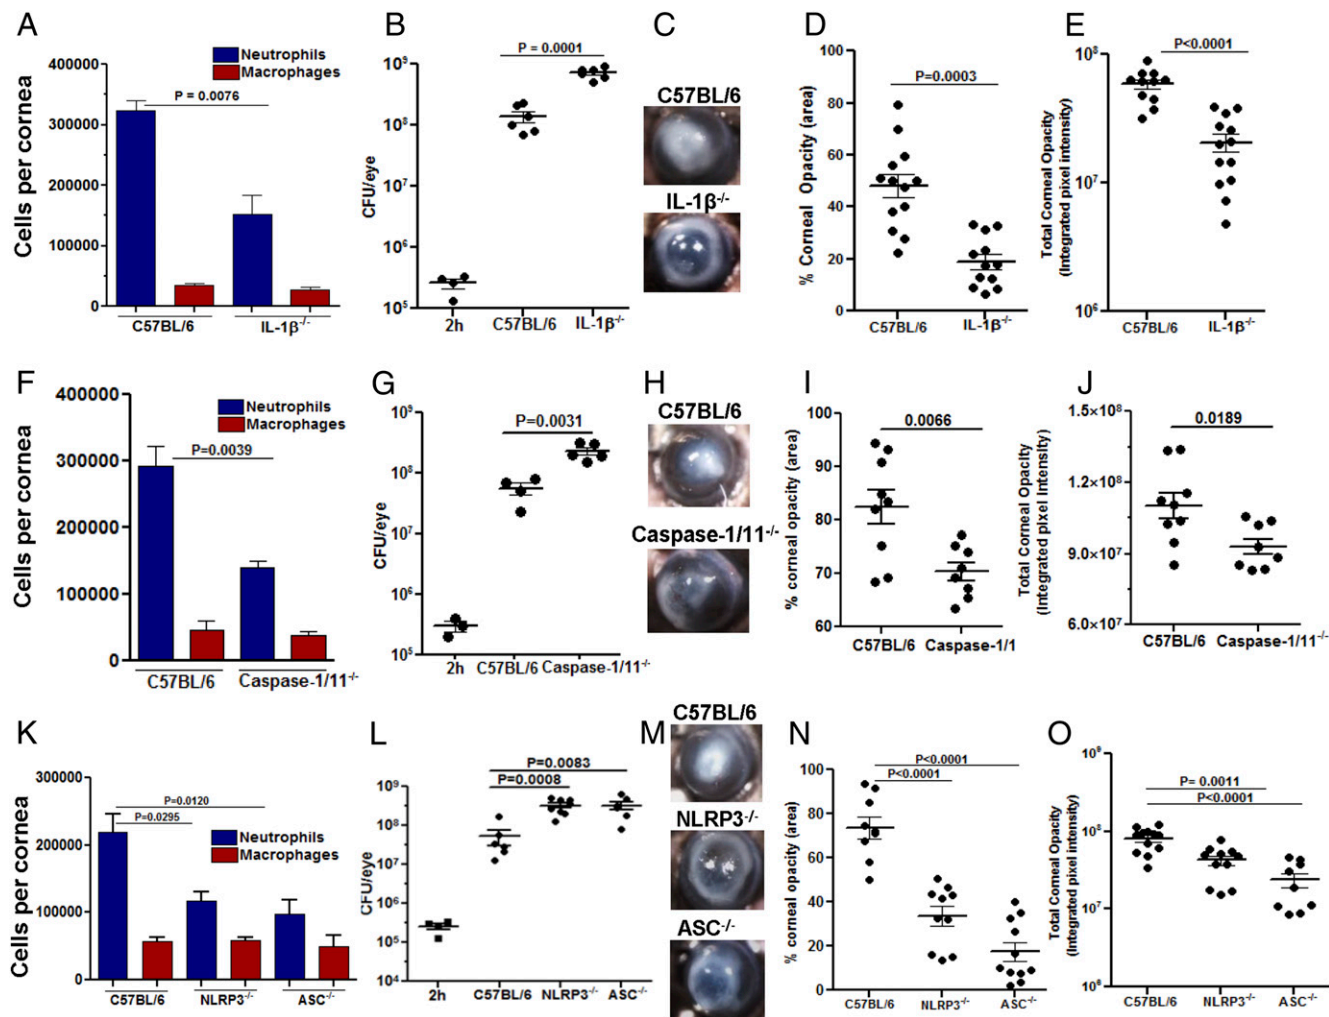 A
Cells per cornea
400000
300000
200000
100000
0
Neutrophils
Macrophages
P = 0.0076
C57BL/6
IL-1β-/-
B
CFU/eye
10⁹
10⁸
10⁷
10⁶
10⁵
P = 0.0001
2h
C57BL/6
IL-1β-/-
C
C57BL/6
IL-1β-/-
D
% Corneal Opacity (area)
100
80
60
40
20
0
P=0.0003
C57BL/6
IL-1β-/-
E
Total Corneal Opacity
(Integrated pixel intensity)
10⁸
10⁷
10⁶
P<0.0001
C57BL/6
IL-1β-/-
F
Cells per cornea
400000
300000
200000
100000
0
Neutrophils
Macrophages
P=0.0039
C57BL/6
Caspase-1/11-/-
G
CFU/eye
10⁹
10⁸
10⁷
10⁶
10⁵
P=0.0031
2h
C57BL/6
Caspase-1/11-/-
H
C57BL/6
Caspase-1/11-/-
I
% corneal opacity (area)
100
90
80
70
60
0.0066
C57BL/6
Caspase-1/1
J
Total Corneal Opacity
(Integrated pixel Intensity)
1.5×10⁸
1.2×10⁸
9.0×10⁷
6.0×10⁷
0.0189
C57BL/6
Caspase-1/11-/-
K
Cells per cornea
300000
200000
100000
0
Neutrophils
Macrophages
P=0.0120
P=0.0295
C57BL/6
NLRP3-/-
ASC-/-
L
CFU/eye
10⁹
10⁸
10⁷
10⁶
10⁵
10⁴
P=0.0083
P=0.0008
2h
C57BL/6
NLRP3-/-
ASC-/-
M
C57BL/6
NLRP3-/-
ASC-/-
N
% corneal opacity (area)
100
80
60
40
20
0
P<0.0001
P<0.0001
C57BL/6
NLRP3-/-
ASC-/-
O
Total Corneal Opacity
(Integrated pixel intensity)
10⁹
10⁸
10⁷
10⁶
P= 0.0011
P<0.0001
C57BL/6
NLRP3-/-
ASC-/-